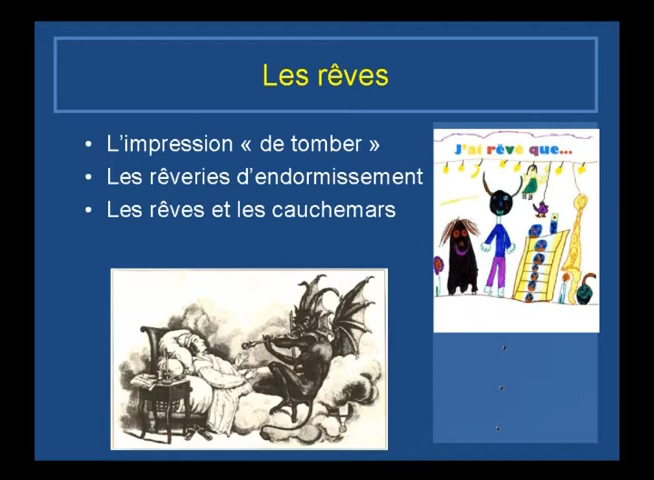 Les rêves
• L'impression « de tomber »
• Les rêveries d'endormissement
• Les rêves et les cauchemars
J'ai rêvé que...